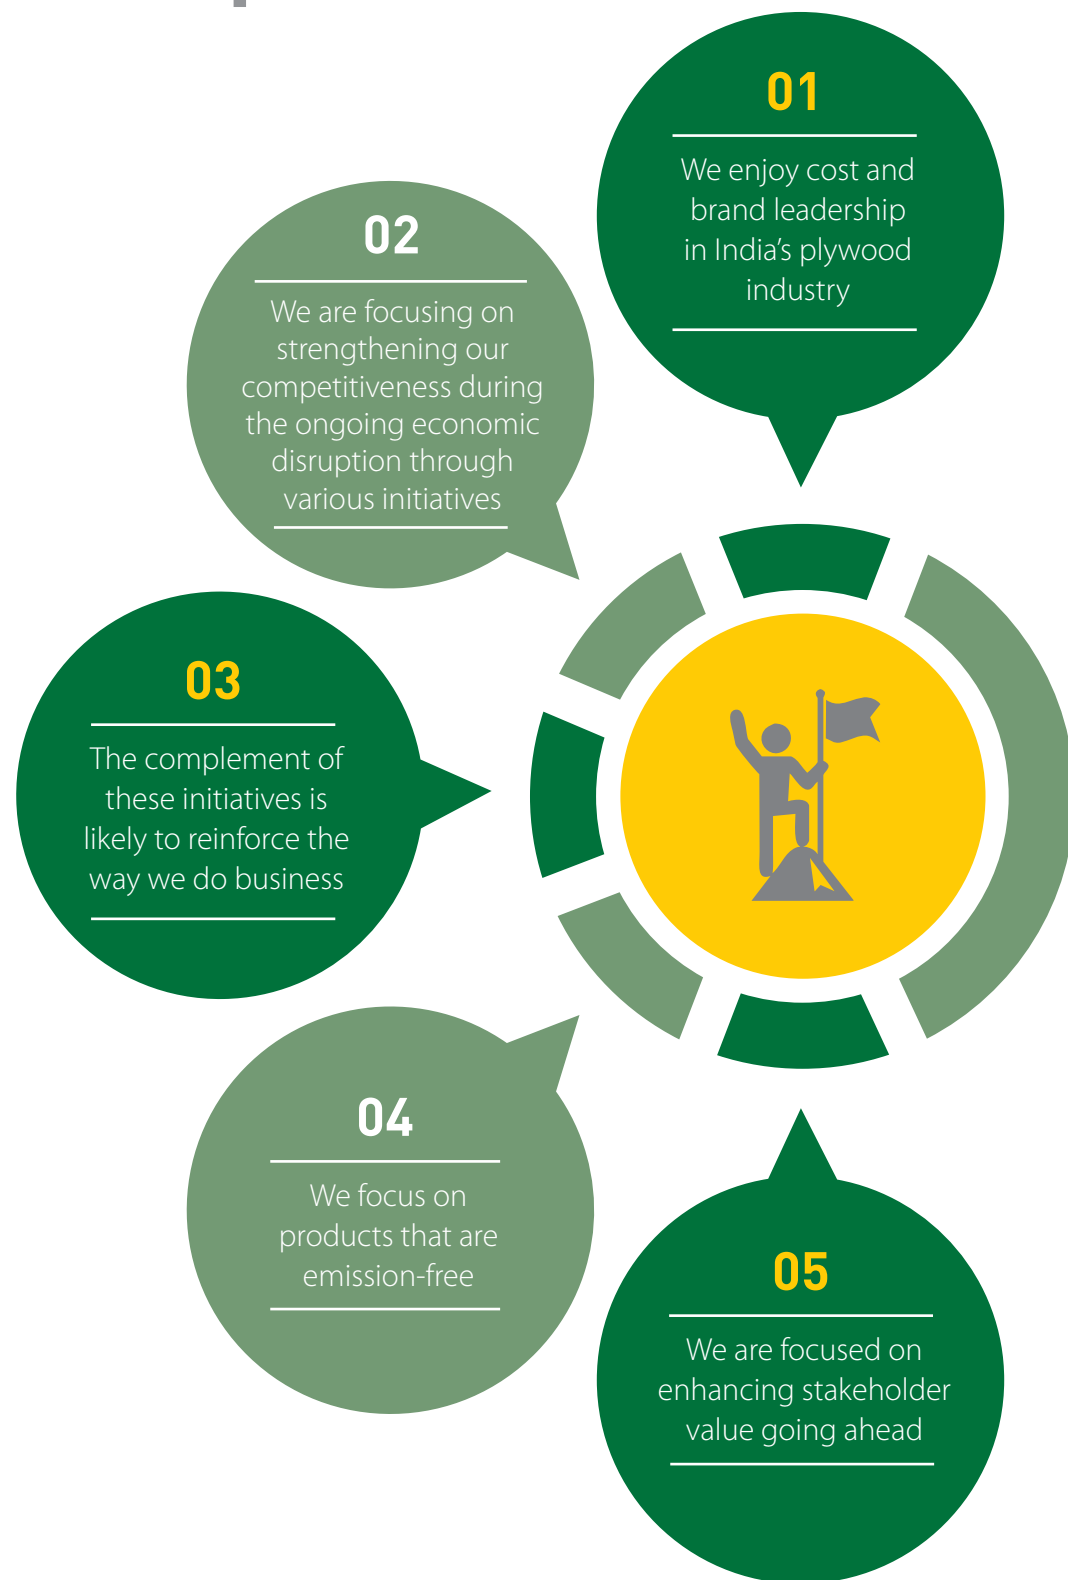 01
We enjoy cost and
brand leadership
in India's plywood
industry
02
We are focusing on
strengthening our
competitiveness during
the ongoing economic
disruption through
various initiatives
03
The complement of
these initiatives is
likely to reinforce the
way we do business
04
We focus on
products that are
emission-free
05
We are focused on
enhancing stakeholder
value going ahead